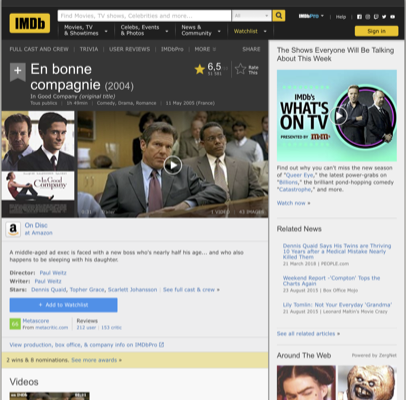 IMDb
Find Movies, TV shows, Celebrities and more...
All
IMDbPro
Help
Movies, TV
& Showtimes
Celebs, Events
& Photos
News &
Community
Watchlist
Sign in
FULL CAST AND CREW | TRIVIA | USER REVIEWS | IMDbPro | MORE
SHARE
En bonne
compagnie (2004)
6,5
Rate
This
In Good Company (original title)
Tous publics | 1h 49min | Comedy, Drama, Romance | 11 May 2005 (France)
in Good
Company
1 VIDEO
43 IMAGES
On Disc
at Amazon
A middle-aged ad exec is faced with a new boss who's nearly half his age... and who also
happens to be sleeping with his daughter.
Director: Paul Weitz
Writer: Paul Weitz
Stars: Dennis Quaid, Topher Grace, Scarlett Johansson | See full cast & crew »
+ Add to Watchlist
Metascore
From metacritic.com
Reviews
212 user | 153 critic
View production, box office, & company info on IMDbPro
2 wins & 8 nominations. See more awards »
Videos
The Shows Everyone Will Be Talking
About This Week
IMDb's
WHAT'S
ON TV
PRESENTED BY M&M'S
Find out why you can't miss the new season
of "Queer Eye," the latest power-grabs on
"Billions," the brilliant pond-hopping comedy
"Catastrophe," and more.
Watch now »
Related News
Dennis Quaid Says His Twins are Thriving
10 Years after a Medical Mistake Nearly
Killed Them
21 March 2018 | PEOPLE.com
Weekend Report -'Compton' Tops the
Charts Again
23 August 2015 | Box Office Mojo
Lily Tomlin: Not Your Everyday 'Grandma'
21 August 2015 | Leonard Maltin's Movie Crazy
See all related articles »
Around The Web
Powered by ZergNet